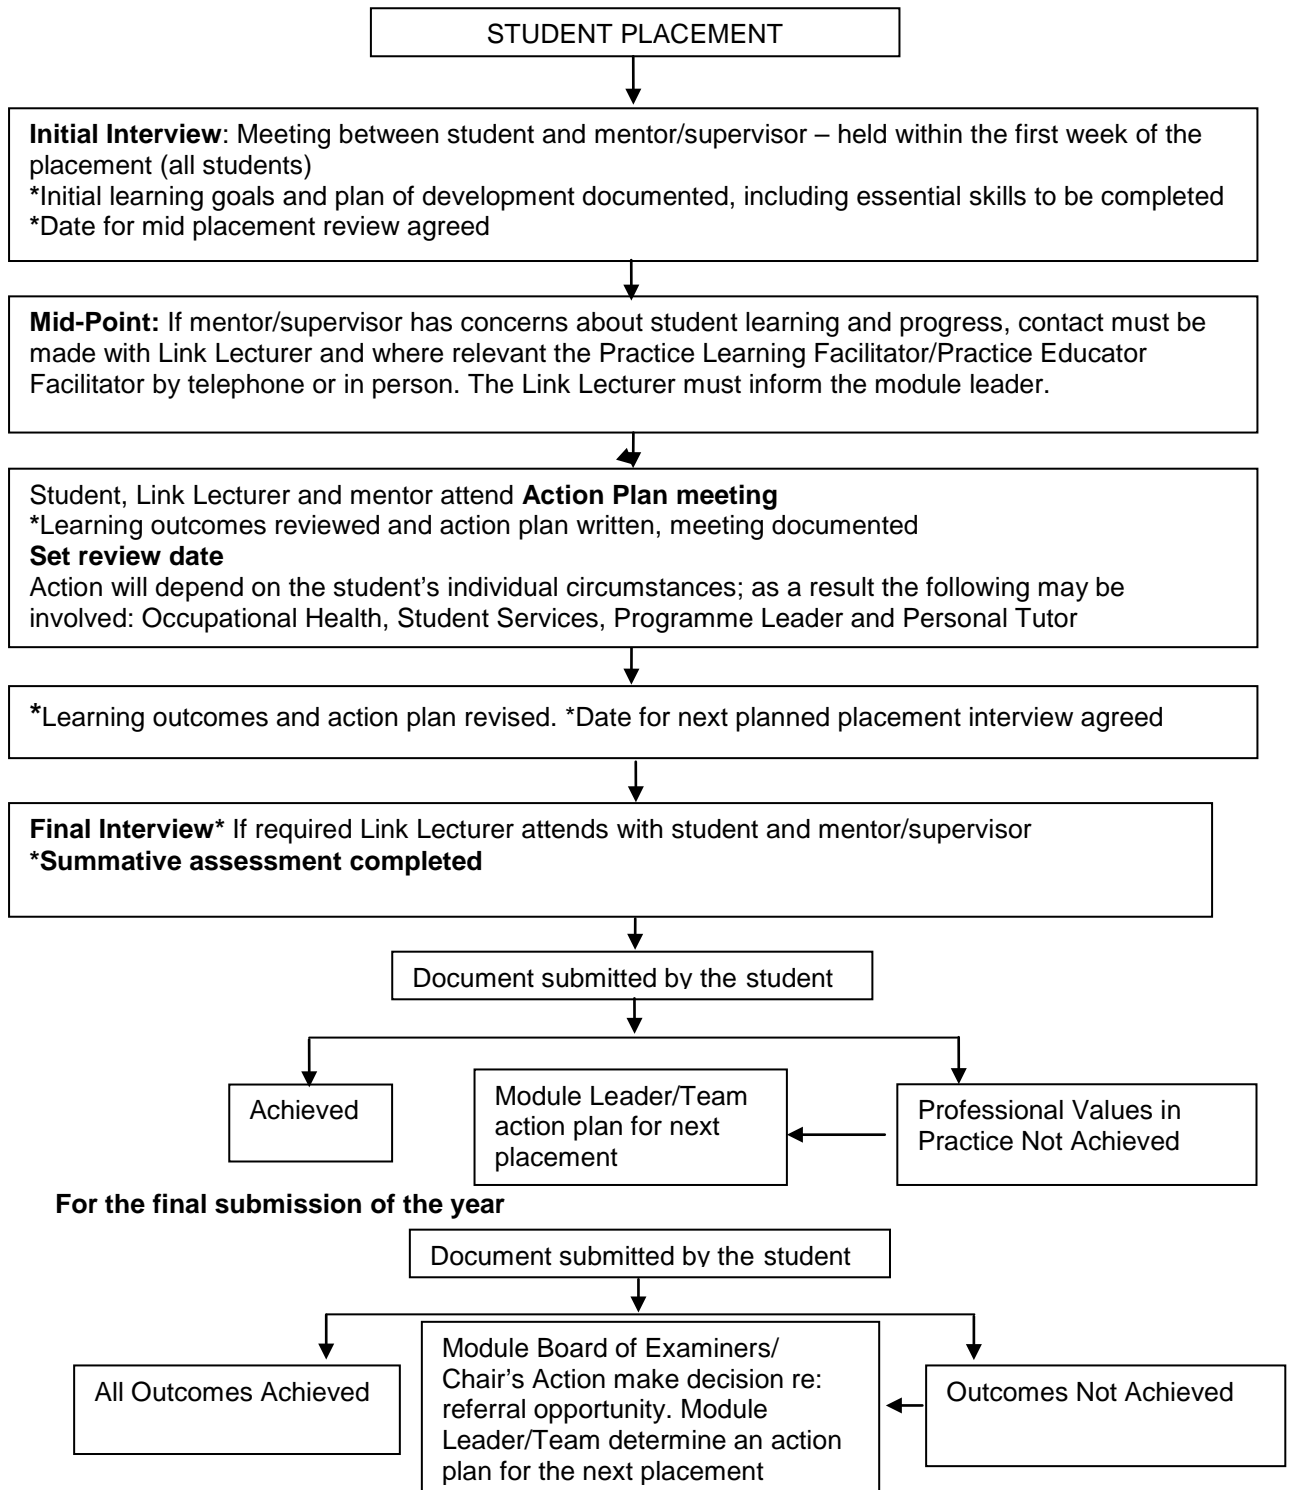 STUDENT PLACEMENT
Initial Interview: Meeting between student and mentor/supervisor – held within the first week of the
placement (all students)
*Initial learning goals and plan of development documented, including essential skills to be completed
*Date for mid placement review agreed
Mid-Point: If mentor/supervisor has concerns about student learning and progress, contact must be
made with Link Lecturer and where relevant the Practice Learning Facilitator/Practice Educator
Facilitator by telephone or in person. The Link Lecturer must inform the module leader.
Student, Link Lecturer and mentor attend Action Plan meeting
*Learning outcomes reviewed and action plan written, meeting documented
Set review date
Action will depend on the student’s individual circumstances; as a result the following may be
involved: Occupational Health, Student Services, Programme Leader and Personal Tutor
*Learning outcomes and action plan revised. *Date for next planned placement interview agreed
Final Interview* If required Link Lecturer attends with student and mentor/supervisor
*Summative assessment completed
Document submitted by the student
Achieved
Module Leader/Team
action plan for next
placement
Professional Values in
Practice Not Achieved
For the final submission of the year
Document submitted by the student
All Outcomes Achieved
Module Board of Examiners/
Chair’s Action make decision re:
referral opportunity. Module
Leader/Team determine an action
plan for the next placement
Outcomes Not Achieved